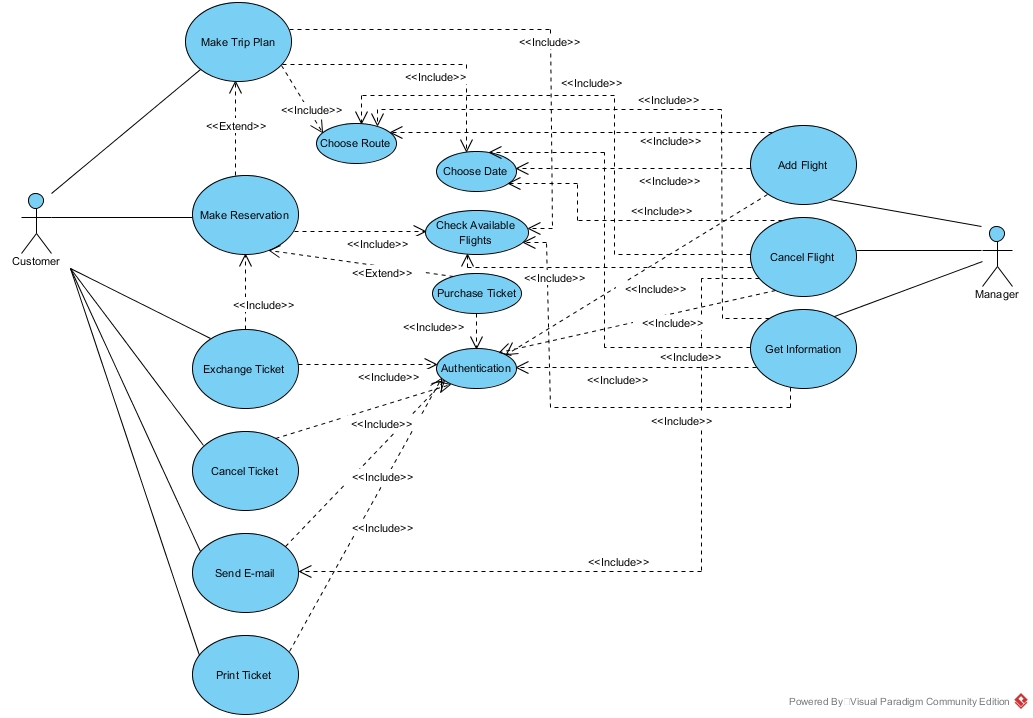 Make Trip Plan
<<Include>>
<<Include>>
<<Include>>
<<Include>>
<<Include>>
<<Extend>>
Choose Route
<<Include>>
Choose Date
Add Flight
<<Include>>
Make Reservation
<<Include>>
Check Available
Flights
<<Include>>
Customer
<<Extend>>
Cancel Flight
<<Include>>
<<Include>>
Purchase Ticket
Manager
<<Include>>
<<Include>>
<<Include>>
Get Information
<<Include>>
Exchange Ticket
Authentication
<<Include>>
<<Include>>
<<Include>>
<<Include>>
Cancel Ticket
<<Include>>
<<Include>>
<<Include>>
Send E-mail
Print Ticket
Powered By Visual Paradigm Community Edition